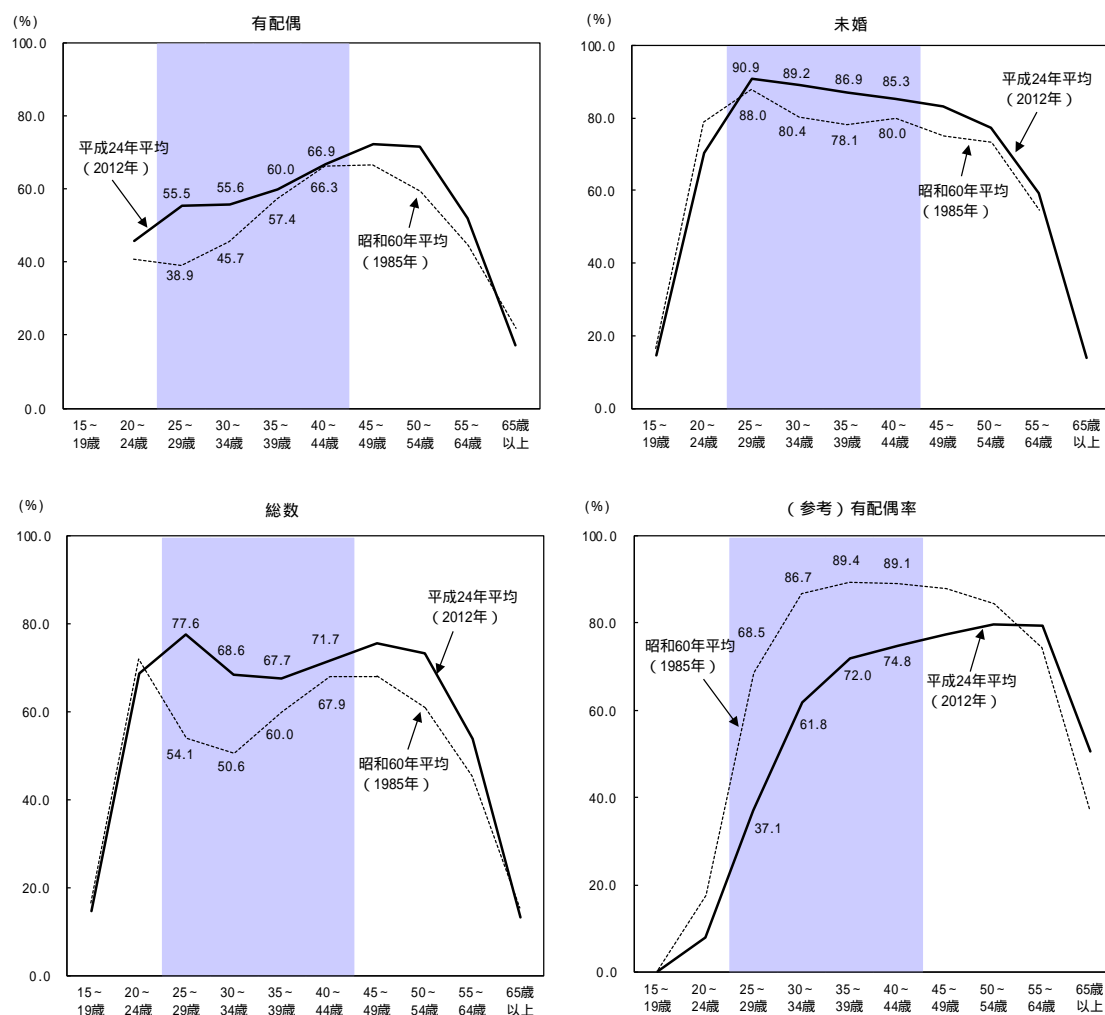 (%)
有配偶
100.0
80.0
60.0
40.0
20.0
0.0
平成24年平均
（2012年）
55.5
55.6
60.0
66.9
66.3
57.4
45.7
38.9
昭和60年平均
（1985年）
15～
19歳
20～
24歳
25～
29歳
30～
34歳
35～
39歳
40～
44歳
45～
49歳
50～
54歳
55～
64歳
65歳
以上
(%)
未婚
100.0
80.0
60.0
40.0
20.0
0.0
90.9
89.2
86.9
85.3
88.0
80.4
78.1
80.0
平成24年平均
（2012年）
昭和60年平均
（1985年）
15～
19歳
20～
24歳
25～
29歳
30～
34歳
35～
39歳
40～
44歳
45～
49歳
50～
54歳
55～
64歳
65歳
以上
(%)
総数
100.0
80.0
60.0
40.0
20.0
0.0
77.6
68.6
67.7
71.7
54.1
50.6
60.0
67.9
平成24年平均
（2012年）
昭和60年平均
（1985年）
15～
19歳
20～
24歳
25～
29歳
30～
34歳
35～
39歳
40～
44歳
45～
49歳
50～
54歳
55～
64歳
65歳
以上
(%)
（参考）有配偶率
100.0
80.0
60.0
40.0
20.0
0.0
89.4
89.1
86.7
68.5
昭和60年平均
（1985年）
74.8
72.0
61.8
37.1
平成24年平均
（2012年）
15～
19歳
20～
24歳
25～
29歳
30～
34歳
35～
39歳
40～
44歳
45～
49歳
50～
54歳
55～
64歳
65歳
以上